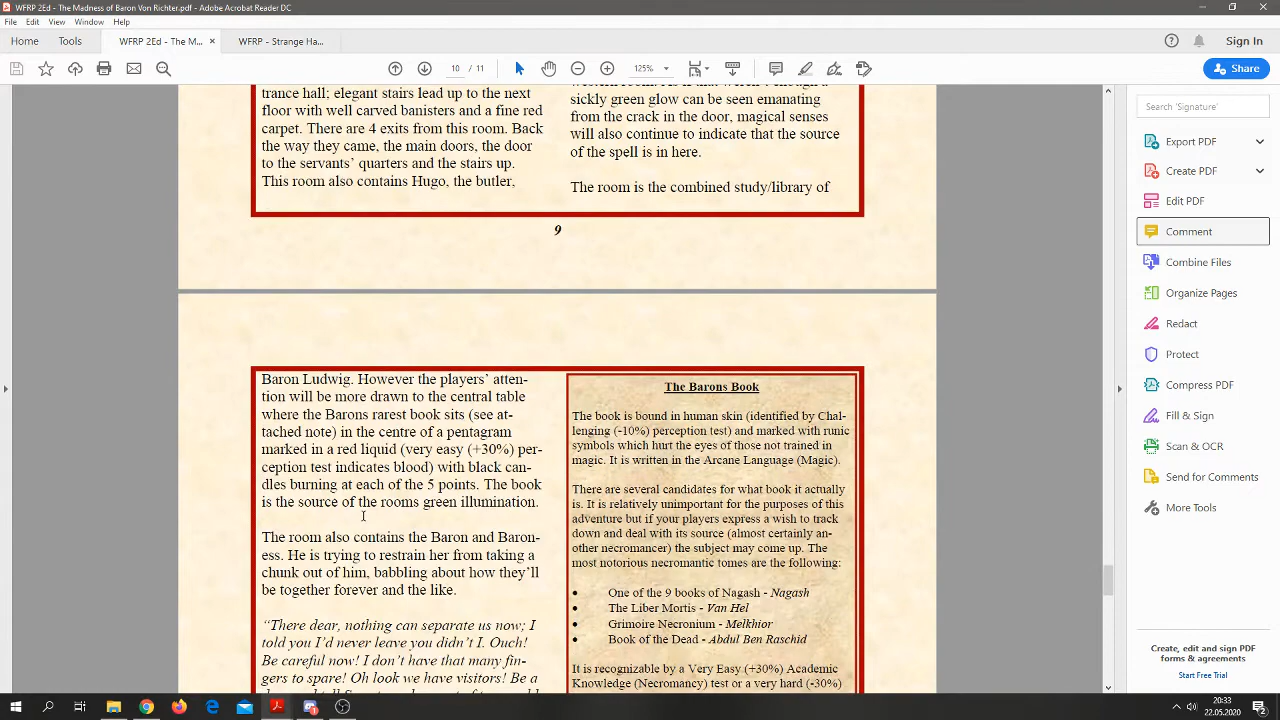 WFRP 2Ed - The Madness of Baron Von Richter.pdf - Adobe Acrobat Reader DC
File Edit View Window Help
Home Tools WFRP 2Ed - The M... × WFRP - Strange Ha... Sign In
10 / 11 125% Share
trance hall; elegant stairs lead up to the next
floor with well carved banisters and a fine red
carpet. There are 4 exits from this room. Back
the way they came, the main doors, the door
to the servants' quarters and the stairs up.
This room also contains Hugo, the butler,
sickly green glow can be seen emanating
from the crack in the door, magical senses
will also continue to indicate that the source
of the spell is in here.
The room is the combined study/library of
9
Baron Ludwig. However the players' atten-
tion will be more drawn to the central table
where the Barons rarest book sits (see at-
tached note) in the centre of a pentagram
marked in a red liquid (very easy (+30%) per-
ception test indicates blood) with black can-
dles burning at each of the 5 points. The book
is the source of the rooms green illumination.
The room also contains the Baron and Baron-
ess. He is trying to restrain her from taking a
chunk out of him, babbling about how they'll
be together forever and the like.
"There dear, nothing can separate us now; I
told you I'd never leave you didn't I. Ouch!
Be careful now! I don't have that many fin-
gers to spare! Oh look we have visitors! Be a
The Barons Book
The book is bound in human skin (identified by Chal-
lenging (-10%) perception test) and marked with runic
symbols which hurt the eyes of those not trained in
magic. It is written in the Arcane Language (Magic).
There are several candidates for what book it actually
is. It is relatively unimportant for the purposes of this
adventure but if your players express a wish to track
down and deal with its source (almost certainly an-
other necromancer) the subject may come up. The
most notorious necromantic tomes are the following:
• One of the 9 books of Nagash - Nagash
• The Liber Mortis - Van Hel
• Grimoire Necronium - Melkhior
• Book of the Dead - Abdul Ben Raschid
It is recognizable by a Very Easy (+30%) Academic
Knowledge (Necromancy) test or a very hard (-30%)
Search 'Signature'
Export PDF
Create PDF
Edit PDF
Comment
Combine Files
Organize Pages
Redact
Protect
Compress PDF
Fill & Sign
Scan & OCR
Send for Comments
More Tools
Create, edit and sign PDF
forms & agreements
Start Free Trial
20:33
22.05.2020